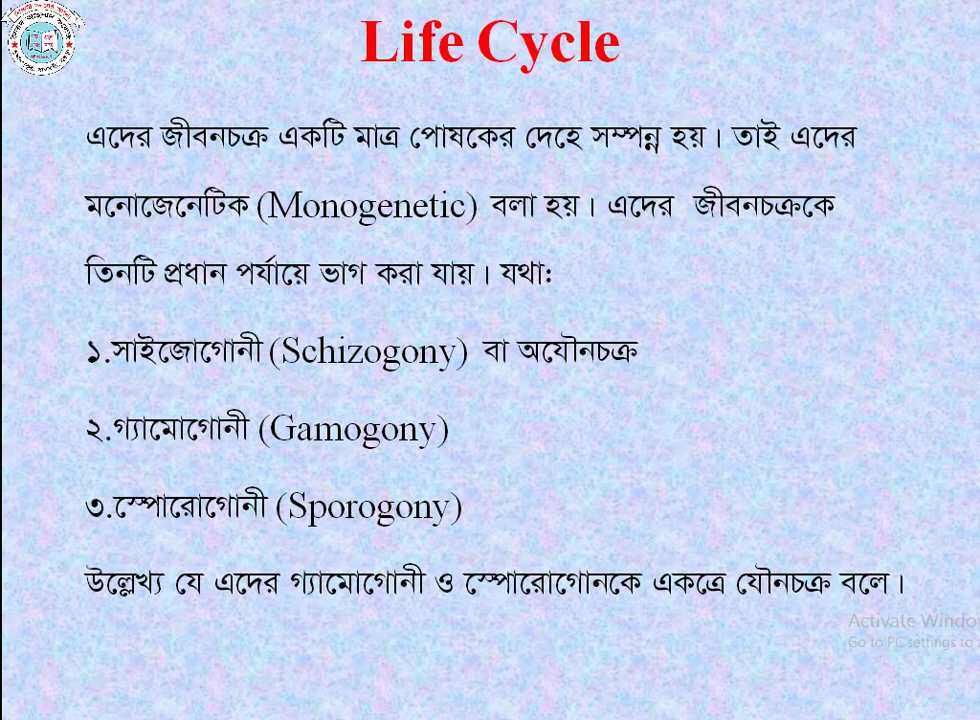 Life Cycle
এদের জীবনচক্র একটি মাত্র পোষকের দেহে সম্পন্ন হয়। তাই এদের
মনোজেনেটিক (Monogenetic) বলা হয়। এদের জীবনচক্রকে
তিনটি প্রধান পর্যায়ে ভাগ করা যায়। যথা:
১.সাইজোগোনী (Schizogony) বা অযৌনচক্র
২.গ্যামোগোনী (Gamogony)
৩.স্পোরোগোনী (Sporogony)
উল্লেখ্য যে এদের গ্যামোগোনী ও স্পোরোগোনকে একত্রে যৌনচক্র বলে।
Activate Windo
Go to PC settings to